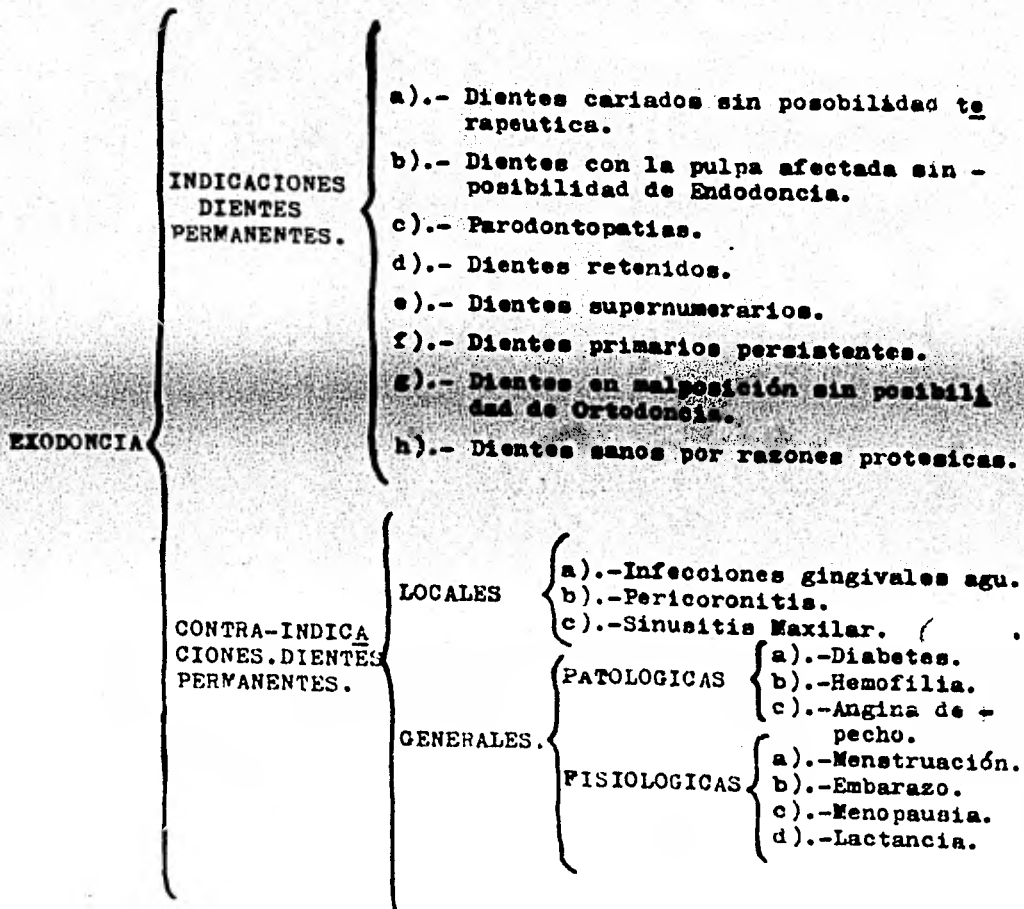 EXODONCIA
INDICACIONES
DIENTES
PERMANENTES.
a).- Dientes cariados sin posobilidad te
rapeutica.
b).- Dientes con la pulpa afectada sin -
posibilidad de Endodoncia.
c).- Parodontopatias.
d).- Dientes retenidos.
e).- Dientes supernumerarios.
f).- Dientes primarios persistentes.
g).- Dientes en malposición sin posibili
dad de Ortodoncia.
h).- Dientes sanos por razones protesicas.
CONTRA-INDICA
CIONES.DIENTES
PERMANENTES.
LOCALES
a).-Infecciones gingivales agu.
b).-Pericoronitis.
c).-Sinusitis Maxilar.
GENERALES.
PATOLOGICAS
a).-Diabetes.
b).-Hemofilia.
c).-Angina de -
pecho.
FISIOLOGICAS
a).-Menstruación.
b).-Embarazo.
c).-Menopausia.
d).-Lactancia.